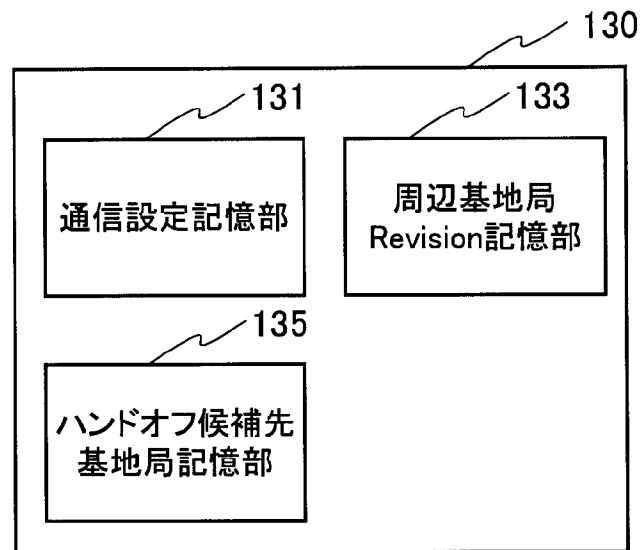 130
131
通信設定記憶部
133
周辺基地局
Revision記憶部
135
ハンドオフ候補先
基地局記憶部